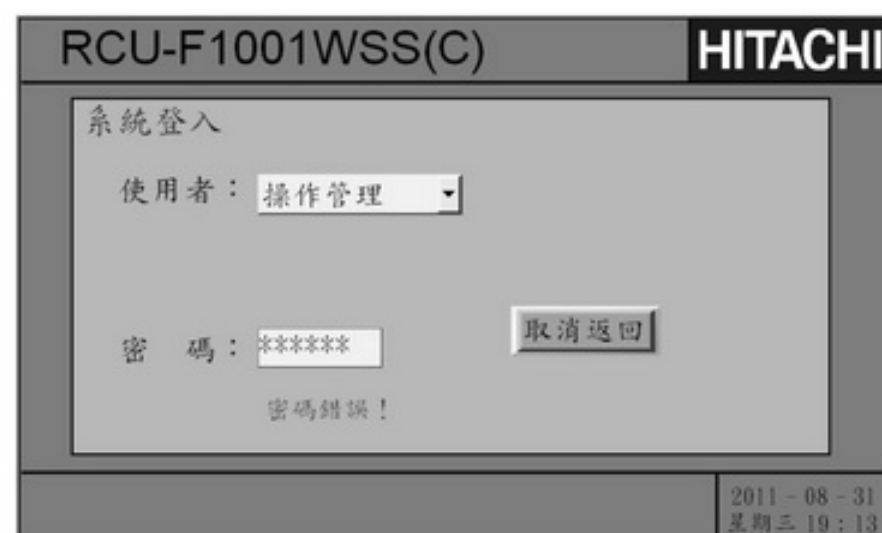 RCU-F1001WSS(C) HITACHI
系統登入
使用者：操作管理
密 碼：******
取消返回
密碼錯誤！
2011－08－31
星期三 19：13